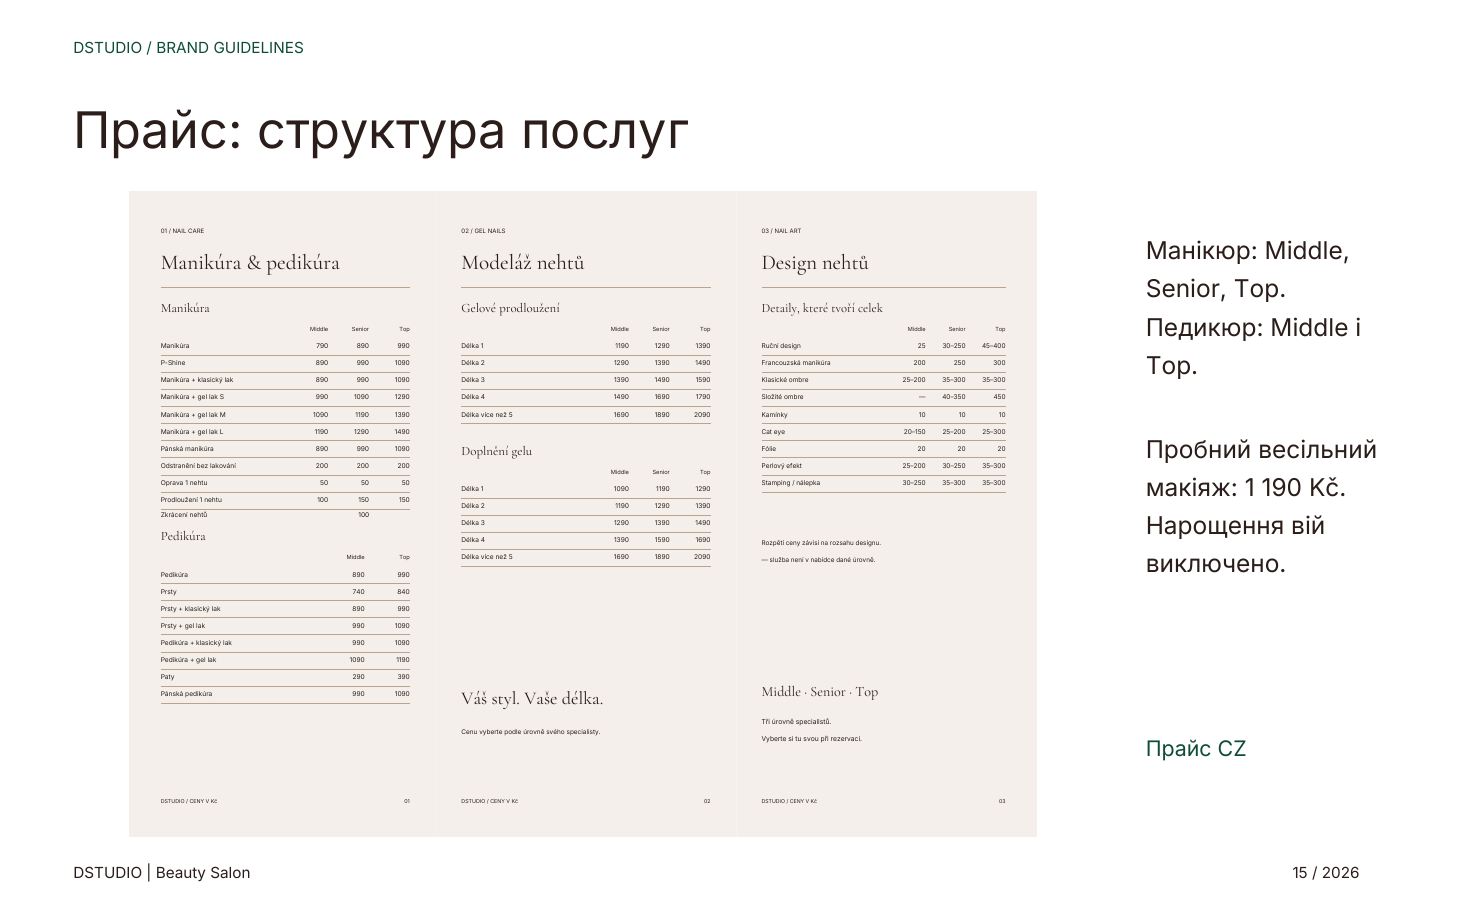 DSTUDIO / BRAND GUIDELINES
Прайс: структура послуг
01 / NAIL CARE
Manikúra & pedikúra
Manikúra
Middle Senior Top
Manikúra 790 890 990
P-Shine 890 990 1090
Manikúra + klasický lak 890 990 1090
Manikúra + gel lak S 990 1090 1290
Manikúra + gel lak M 1090 1190 1390
Manikúra + gel lak L 1190 1290 1490
Pánská manikúra 890 990 1090
Odstranění bez lakování 200 200 200
Oprava 1 nehtu 50 50 50
Prodloužení 1 nehtu 100 150 150
Zkrácení nehtů 100
Pedikúra
Middle Top
Pedikúra 890 990
Prsty 740 840
Prsty + klasický lak 890 990
Prsty + gel lak 990 1090
Pedikúra + klasický lak 990 1090
Pedikúra + gel lak 1090 1190
Paty 290 390
Pánská pedikúra 990 1090
DSTUDIO / CENY V Kč 01
02 / GEL NAILS
Modeláž nehtů
Gelové prodloužení
Middle Senior Top
Délka 1 1190 1290 1390
Délka 2 1290 1390 1490
Délka 3 1390 1490 1590
Délka 4 1490 1690 1790
Délka více než 5 1690 1890 2090
Doplnění gelu
Middle Senior Top
Délka 1 1090 1190 1290
Délka 2 1190 1290 1390
Délka 3 1290 1390 1490
Délka 4 1390 1590 1690
Délka více než 5 1690 1890 2090
Váš styl. Vaše délka.
Cenu vyberte podle úrovně svého specialisty.
DSTUDIO / CENY V Kč 02
03 / NAIL ART
Design nehtů
Detaily, které tvoří celek
Middle Senior Top
Ruční design 25 30–250 45–400
Francouzská manikúra 200 250 300
Klasické ombre 25–200 35–300 35–300
Složité ombre — 40–350 450
Kamínky 10 10 10
Cat eye 20–150 25–200 25–300
Fólie 20 20 20
Perlový efekt 25–200 30–250 35–300
Stamping / nálepka 30–250 35–300 35–300
Rozpětí ceny závisí na rozsahu designu.
— služba není v nabídce dané úrovně.
Middle · Senior · Top
Tři úrovně specialistů.
Vyberte si tu svou při rezervaci.
DSTUDIO / CENY V Kč 03
Манікюр: Middle,
Senior, Top.
Педикюр: Middle і
Top.
Пробний весільний
макіяж: 1 190 Kč.
Нарощення вій
виключено.
Прайс CZ
DSTUDIO | Beauty Salon
15 / 2026